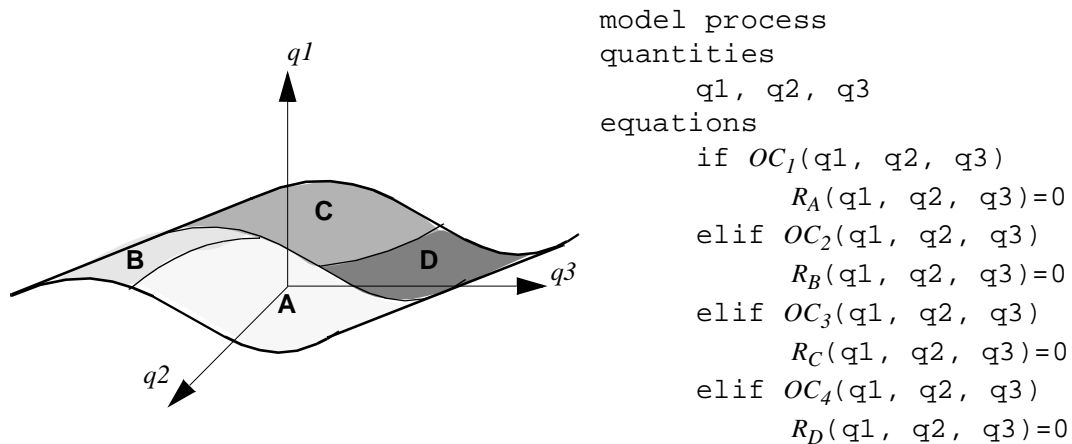 q1
C
B
D
A
q3
q2
model process
quantities
q1, q2, q3
equations
if OC1(q1, q2, q3)
RA(q1, q2, q3)=0
elif OC2(q1, q2, q3)
RB(q1, q2, q3)=0
elif OC3(q1, q2, q3)
RC(q1, q2, q3)=0
elif OC4(q1, q2, q3)
RD(q1, q2, q3)=0